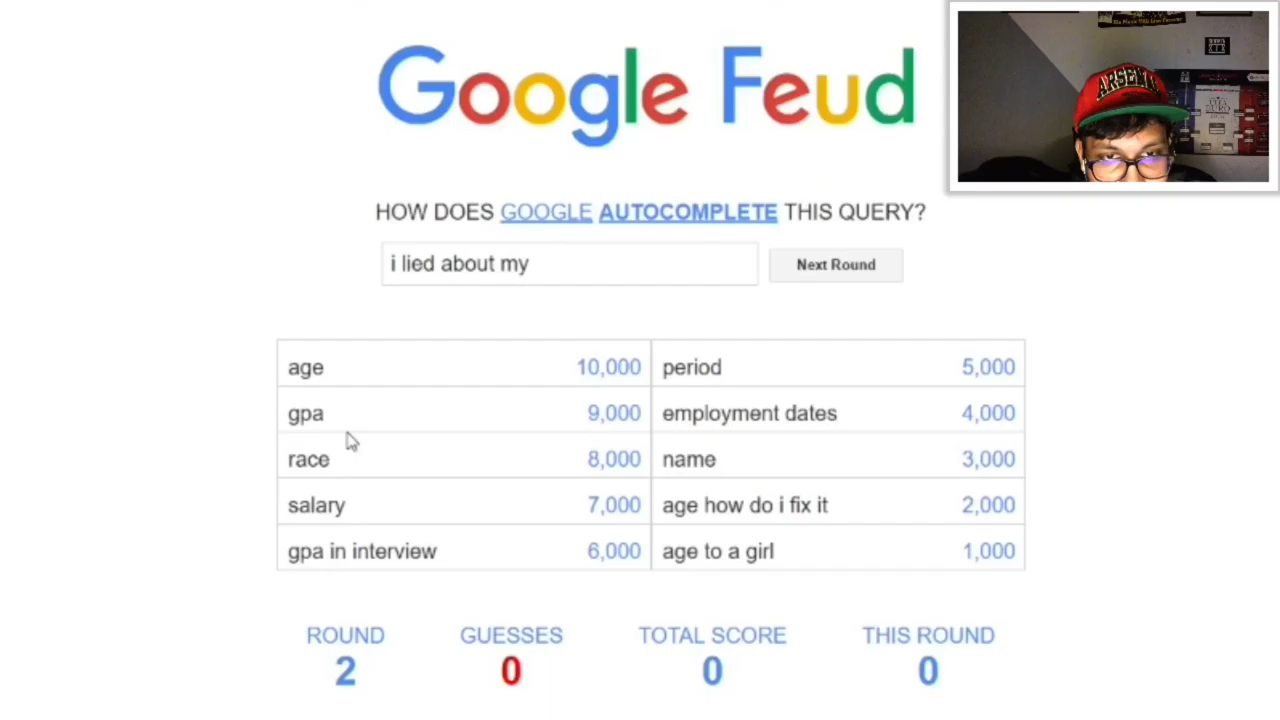 Google Feud
HOW DOES GOOGLE AUTOCOMPLETE THIS QUERY?
i lied about my
Next Round
age 10,000
period 5,000
gpa 9,000
employment dates 4,000
race 8,000
name 3,000
salary 7,000
age how do i fix it 2,000
gpa in interview 6,000
age to a girl 1,000
ROUND GUESSES TOTAL SCORE THIS ROUND
2 0 0 0
ARSENAL